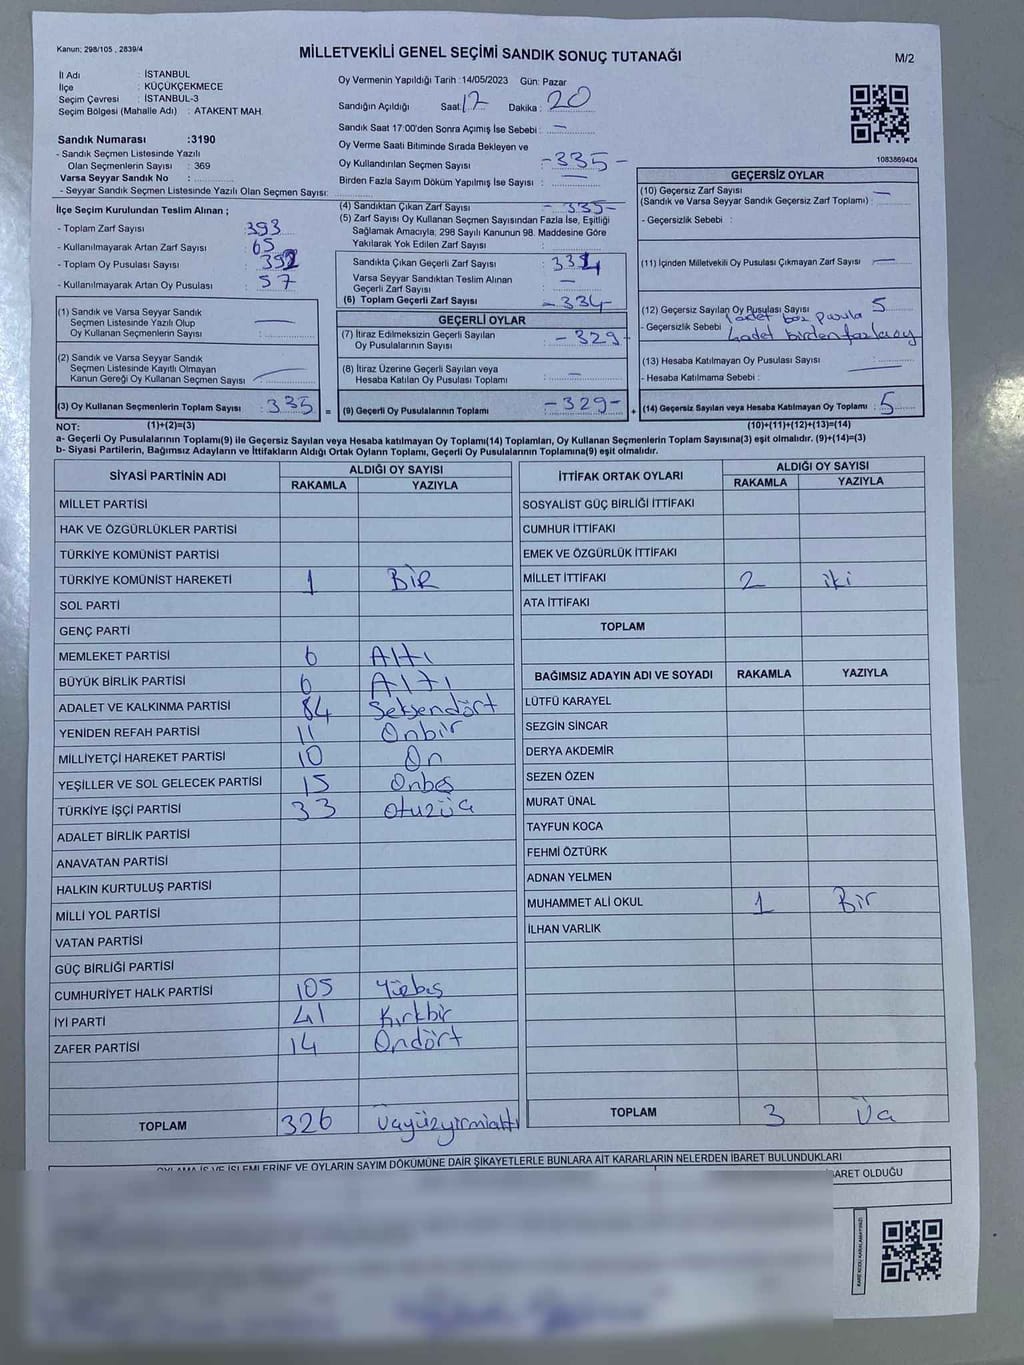 Kanun; 298/105 , 2839/4
MİLLETVEKİLİ GENEL SEÇİMİ SANDIK SONUÇ TUTANAĞI
M/2
İl Adı : İSTANBUL
İlçe : KÜÇÜKÇEKMECE
Seçim Çevresi : İSTANBUL-3
Seçim Bölgesi (Mahalle Adı) : ATAKENT MAH.
Oy Vermenin Yapıldığı Tarih : 14/05/2023 Gün: Pazar
Sandığın Açıldığı Saat: 17 Dakika : 20
Sandık Saat 17:00'den Sonra Açılmış İse Sebebi : —
Sandık Numarası :3190
- Sandık Seçmen Listesinde Yazılı
Olan Seçmenlerin Sayısı : 369
Varsa Seyyar Sandık No :
- Seyyar Sandık Seçmen Listesinde Yazılı Olan Seçmen Sayısı:
Oy Verme Saati Bitiminde Sırada Bekleyen ve
Oy Kullandırılan Seçmen Sayısı -335-
Birden Fazla Sayım Döküm Yapılmış İse Sayısı : —
1083869404
İlçe Seçim Kurulundan Teslim Alınan ;
- Toplam Zarf Sayısı 393
- Kullanılmayarak Artan Zarf Sayısı 65
- Toplam Oy Pusulası Sayısı 392
- Kullanılmayarak Artan Oy Pusulası 57
(4) Sandıktan Çıkan Zarf Sayısı -335-
(5) Zarf Sayısı Oy Kullanan Seçmen Sayısından Fazla İse, Eşitliği
Sağlamak Amacıyla; 298 Sayılı Kanunun 98. Maddesine Göre
Yakılarak Yok Edilen Zarf Sayısı :
Sandıkta Çıkan Geçerli Zarf Sayısı : 334
Varsa Seyyar Sandıktan Teslim Alınan
Geçerli Zarf Sayısı : —
(6) Toplam Geçerli Zarf Sayısı -334-
GEÇERSİZ OYLAR
(10) Geçersiz Zarf Sayısı —
(Sandık ve Varsa Seyyar Sandık Geçersiz Zarf Toplamı) :
- Geçersizlik Sebebi :
(11) İçinden Milletvekili Oy Pusulası Çıkmayan Zarf Sayısı —
(12) Geçersiz Sayılan Oy Pusulası Sayısı 5
- Geçersizlik Sebebi 1 adet boş pusula
4 adet birden fazla oy
(13) Hesaba Katılmayan Oy Pusulası Sayısı : —
- Hesaba Katılmama Sebebi :
(14) Geçersiz Sayılan veya Hesaba Katılmayan Oy Toplamı : 5
(1) Sandık ve Varsa Seyyar Sandık
Seçmen Listesinde Yazılı Olup
Oy Kullanan Seçmenlerin Sayısı : —
(2) Sandık ve Varsa Seyyar Sandık
Seçmen Listesinde Kayıtlı Olmayan
Kanun Gereği Oy Kullanan Seçmen Sayısı : —
(3) Oy Kullanan Seçmenlerin Toplam Sayısı : 335 =
GEÇERLİ OYLAR
(7) İtiraz Edilmeksizin Geçerli Sayılan
Oy Pusulalarının Sayısı : -329-
(8) İtiraz Üzerine Geçerli Sayılan veya
Hesaba Katılan Oy Pusulası Toplamı : —
(9) Geçerli Oy Pusulalarının Toplamı -329- +
NOT: (1)+(2)=(3) (10)+(11)+(12)+(13)=(14)
a- Geçerli Oy Pusulalarının Toplamı(9) ile Geçersiz Sayılan veya Hesaba katılmayan Oy Toplamı(14) Toplamları, Oy Kullanan Seçmenlerin Toplam Sayısına(3) eşit olmalıdır. (9)+(14)=(3)
b- Siyasi Partilerin, Bağımsız Adayların ve İttifakların Aldığı Ortak Oyların Toplamı, Geçerli Oy Pusulalarının Toplamına(9) eşit olmalıdır.
SİYASİ PARTİNİN ADI ALDIĞI OY SAYISI
RAKAMLA YAZIYLA
MİLLET PARTİSİ
HAK VE ÖZGÜRLÜKLER PARTİSİ
TÜRKİYE KOMÜNİST PARTİSİ
TÜRKİYE KOMÜNİST HAREKETİ 1 BİR
SOL PARTİ
GENÇ PARTİ
MEMLEKET PARTİSİ 6 Altı
BÜYÜK BİRLİK PARTİSİ 6 Altı
ADALET VE KALKINMA PARTİSİ 84 Seksendört
YENİDEN REFAH PARTİSİ 11 Onbir
MİLLİYETÇİ HAREKET PARTİSİ 10 On
YEŞİLLER VE SOL GELECEK PARTİSİ 15 Onbeş
TÜRKİYE İŞÇİ PARTİSİ 33 otuzüç
ADALET BİRLİK PARTİSİ
ANAVATAN PARTİSİ
HALKIN KURTULUŞ PARTİSİ
MİLLİ YOL PARTİSİ
VATAN PARTİSİ
GÜÇ BİRLİĞİ PARTİSİ
CUMHURİYET HALK PARTİSİ 105 Yüzbeş
İYİ PARTİ 41 Kırkbir
ZAFER PARTİSİ 14 Ondört
TOPLAM 326 Üçyüzyirmialtı
İTTİFAK ORTAK OYLARI ALDIĞI OY SAYISI
RAKAMLA YAZIYLA
SOSYALİST GÜÇ BİRLİĞİ İTTİFAKI
CUMHUR İTTİFAKI
EMEK VE ÖZGÜRLÜK İTTİFAKI
MİLLET İTTİFAKI 2 iki
ATA İTTİFAKI
TOPLAM
BAĞIMSIZ ADAYIN ADI VE SOYADI RAKAMLA YAZIYLA
LÜTFÜ KARAYEL
SEZGİN SİNCAR
DERYA AKDEMİR
SEZEN ÖZEN
MURAT ÜNAL
TAYFUN KOCA
FEHMİ ÖZTÜRK
ADNAN YELMEN
MUHAMMET ALİ OKUL 1 Bir
İLHAN VARLIK
TOPLAM 3 Üç
OYLAMA İŞ VE İŞLEMLERİNE VE OYLARIN SAYIM DÖKÜMÜNE DAİR ŞİKAYETLERLE BUNLARA AİT KARARLARIN NELERDEN İBARET BULUNDUKLARI
BARET OLDUĞU